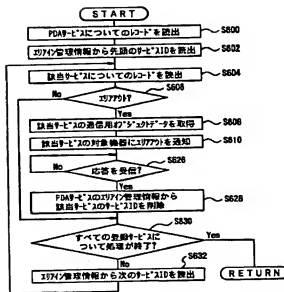 START
PDAサービスについてのレコードを読出
S600
エリアイン管理情報から先頭のサービスIDを読出
S602
該当サービスについてのレコードを読出
S604
S606
エリアアウト?
No
Yes
該当サービスの通信用オブジェクトデータを取得
S608
該当サービスの対象機器にエリアアウトを通知
S610
S626
No
応答を受信?
Yes
PDAサービスのエリアイン管理情報から
該当サービスのサービスIDを削除
S628
S630
すべての登録サービスに
ついて処理が終了?
Yes
No
S632
エリアイン管理情報から次のサービスIDを読出
RETURN